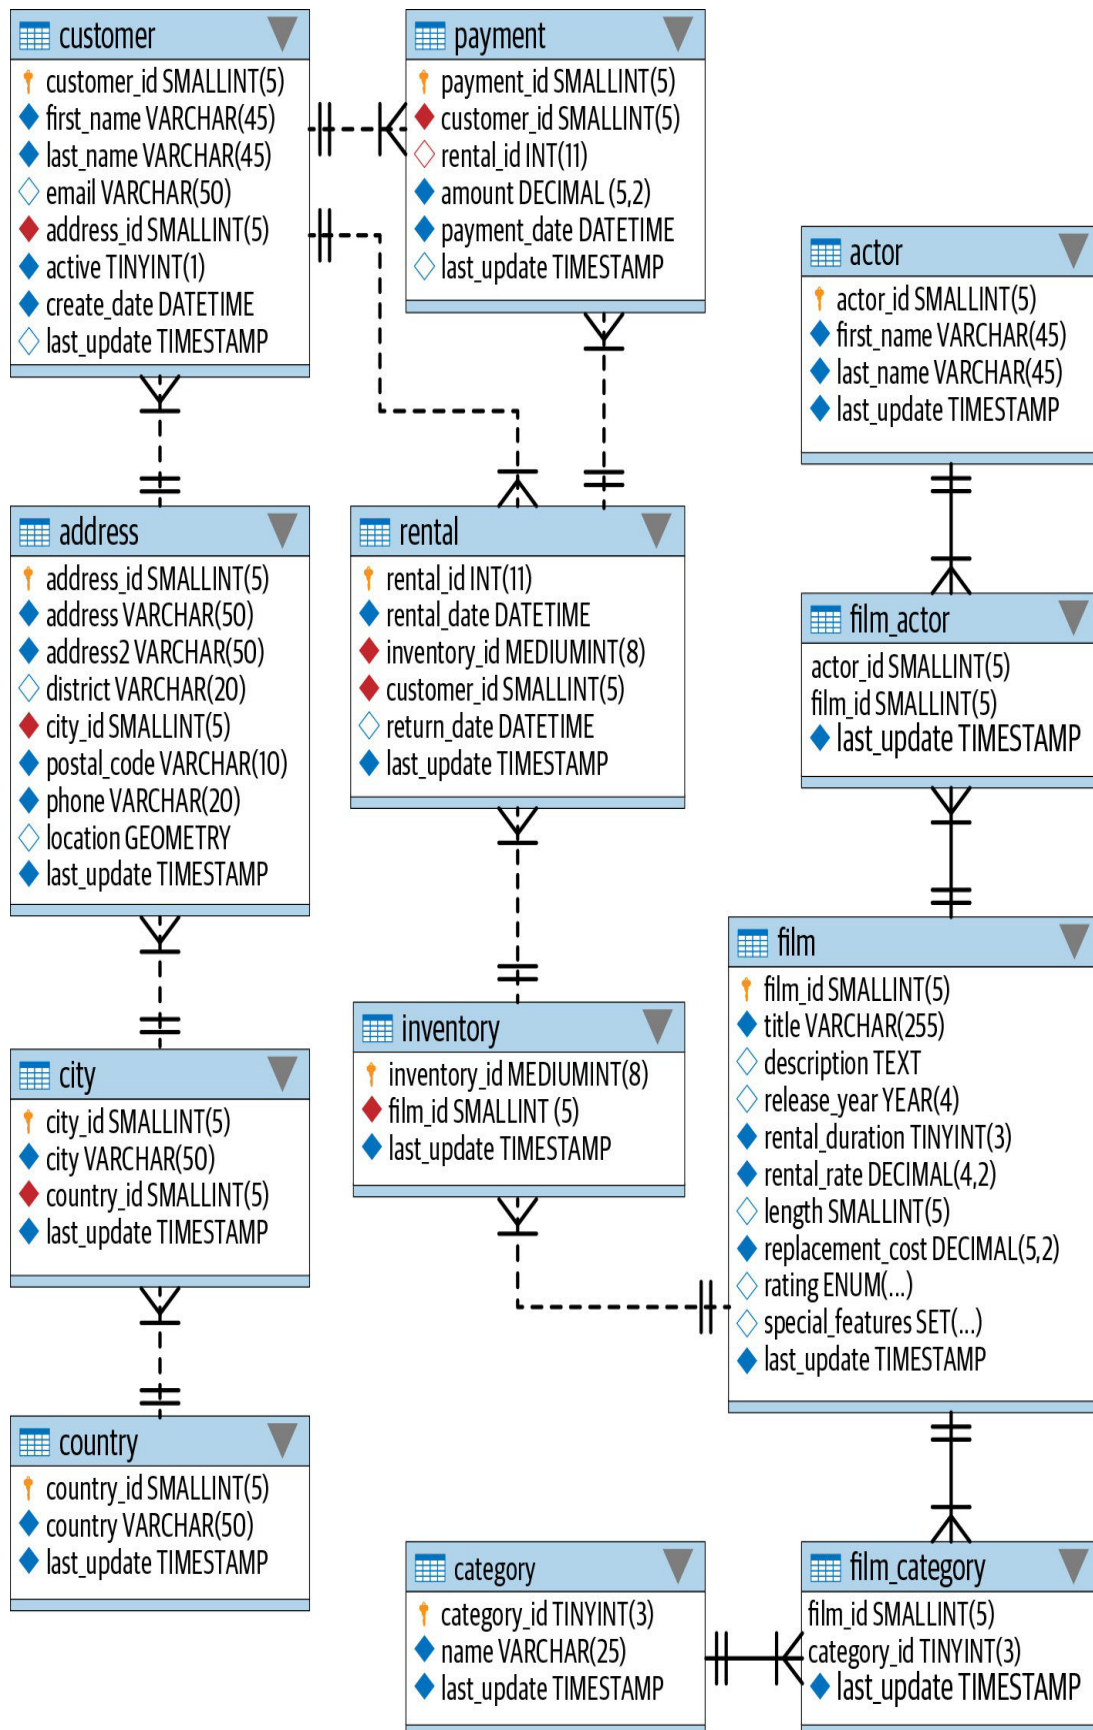 customer
customer_id SMALLINT(5)
first_name VARCHAR(45)
last_name VARCHAR(45)
email VARCHAR(50)
address_id SMALLINT(5)
active TINYINT(1)
create_date DATETIME
last_update TIMESTAMP
payment
payment_id SMALLINT(5)
customer_id SMALLINT(5)
rental_id INT(11)
amount DECIMAL (5,2)
payment_date DATETIME
last_update TIMESTAMP
actor
actor_id SMALLINT(5)
first_name VARCHAR(45)
last_name VARCHAR(45)
last_update TIMESTAMP
address
address_id SMALLINT(5)
address VARCHAR(50)
address2 VARCHAR(50)
district VARCHAR(20)
city_id SMALLINT(5)
postal_code VARCHAR(10)
phone VARCHAR(20)
location GEOMETRY
last_update TIMESTAMP
rental
rental_id INT(11)
rental_date DATETIME
inventory_id MEDIUMINT(8)
customer_id SMALLINT(5)
return_date DATETIME
last_update TIMESTAMP
film_actor
actor_id SMALLINT(5)
film_id SMALLINT(5)
last_update TIMESTAMP
film
film_id SMALLINT(5)
title VARCHAR(255)
description TEXT
release_year YEAR(4)
rental_duration TINYINT(3)
rental_rate DECIMAL(4,2)
length SMALLINT(5)
replacement_cost DECIMAL(5,2)
rating ENUM(...)
special_features SET(...)
last_update TIMESTAMP
inventory
inventory_id MEDIUMINT(8)
film_id SMALLINT (5)
last_update TIMESTAMP
city
city_id SMALLINT(5)
city VARCHAR(50)
country_id SMALLINT(5)
last_update TIMESTAMP
country
country_id SMALLINT(5)
country VARCHAR(50)
last_update TIMESTAMP
category
category_id TINYINT(3)
name VARCHAR(25)
last_update TIMESTAMP
film_category
film_id SMALLINT(5)
category_id TINYINT(3)
last_update TIMESTAMP